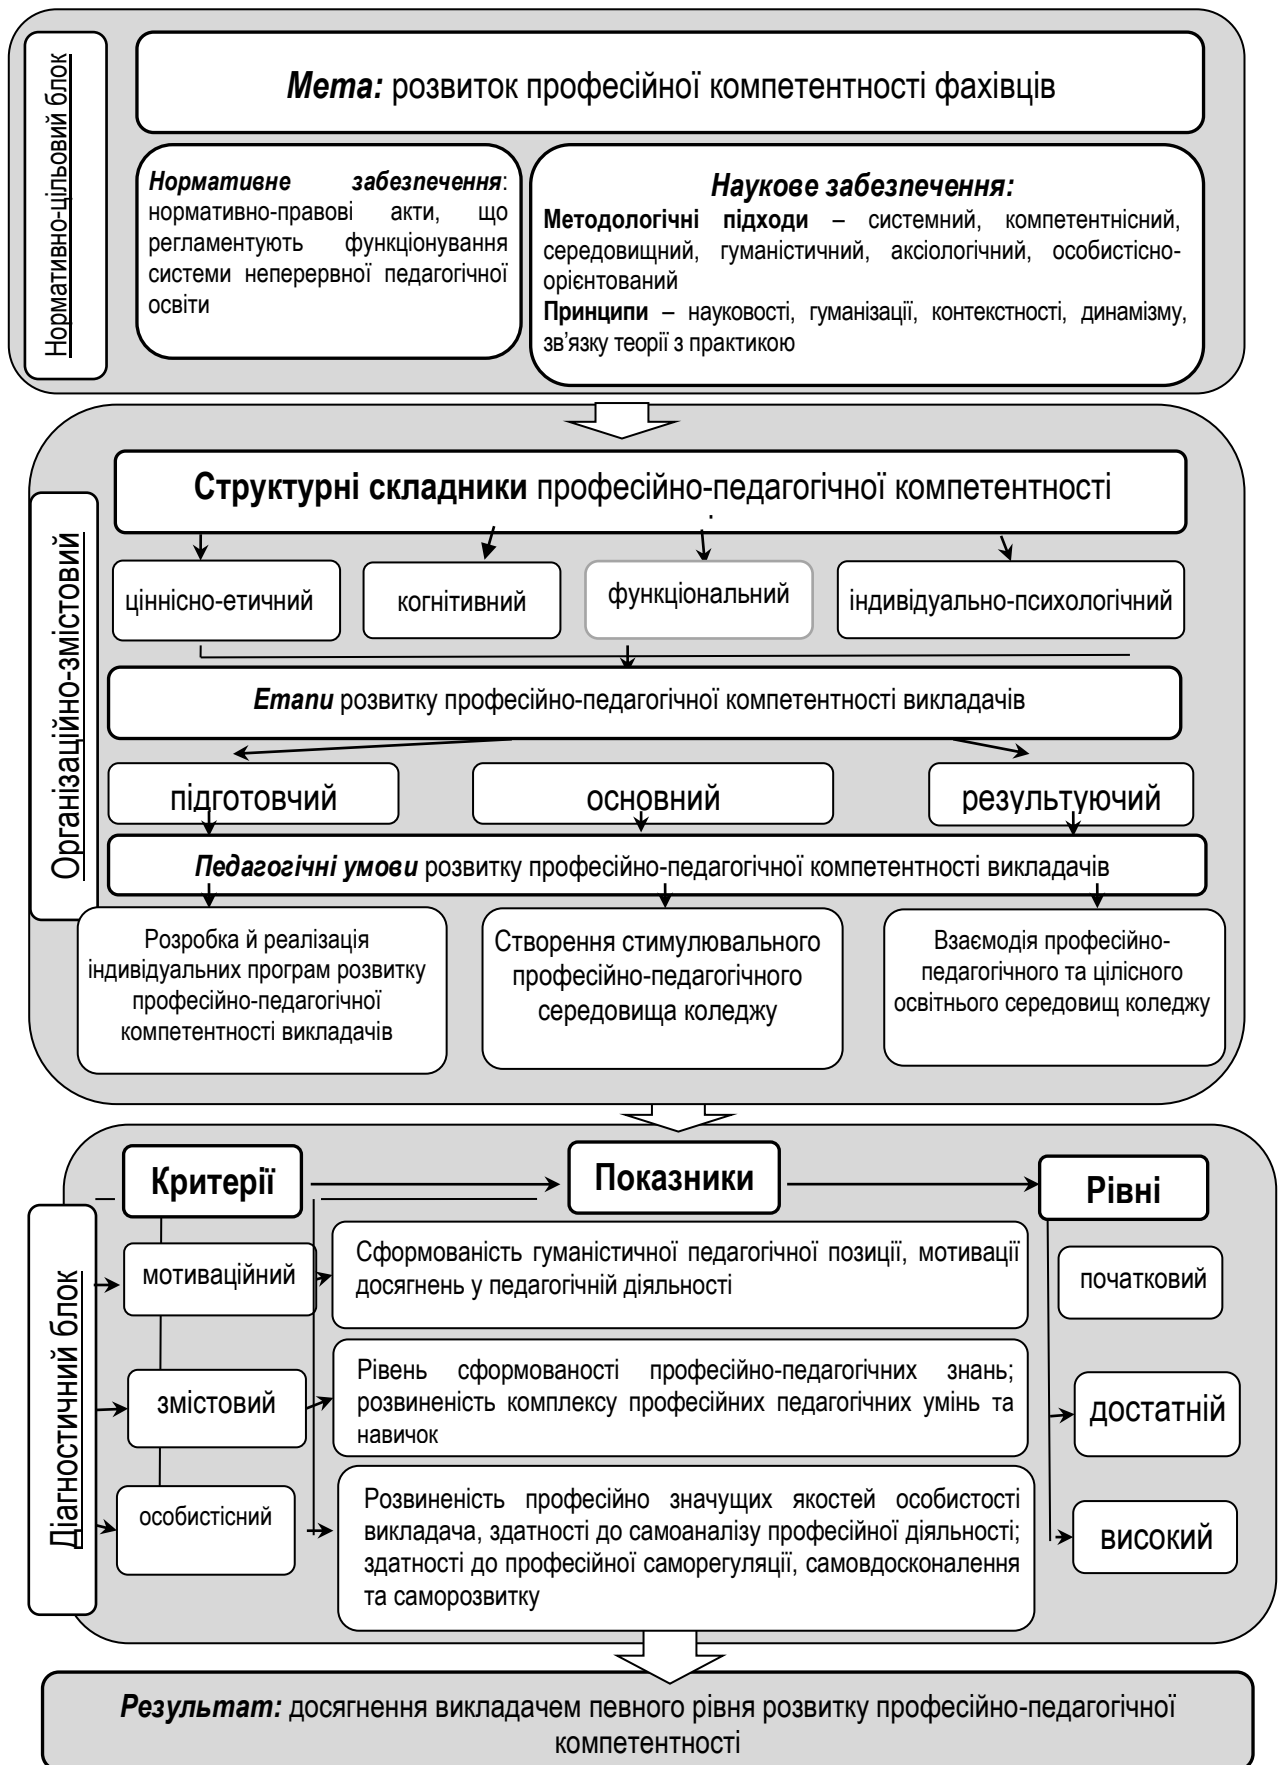 Нормативно-цільовий блок
Мета: розвиток професійної компетентності фахівців
Нормативне забезпечення:
нормативно-правові акти, що
регламентують функціонування
системи неперервної педагогічної
освіти
Наукове забезпечення:
Методологічні підходи – системний, компетентнісний,
середовищний, гуманістичний, аксіологічний, особистісно-
орієнтований
Принципи – науковості, гуманізації, контекстності, динамізму,
зв'язку теорії з практикою
Організаційно-змістовий
Структурні складники професійно-педагогічної компетентності
ціннісно-етичний
когнітивний
функціональний
індивідуально-психологічний
Етапи розвитку професійно-педагогічної компетентності викладачів
підготовчий
основний
результуючий
Педагогічні умови розвитку професійно-педагогічної компетентності викладачів
Розробка й реалізація
індивідуальних програм розвитку
професійно-педагогічної
компетентності викладачів
Створення стимулювального
професійно-педагогічного
середовища коледжу
Взаємодія професійно-
педагогічного та цілісного
освітнього середовищ коледжу
Діагностичний блок
Критерії
Показники
Рівні
мотиваційний
Сформованість гуманістичної педагогічної позиції, мотивації
досягнень у педагогічній діяльності
початковий
змістовий
Рівень сформованості професійно-педагогічних знань;
розвиненість комплексу професійних педагогічних умінь та
навичок
достатній
особистісний
Розвиненість професійно значущих якостей особистості
викладача, здатності до самоаналізу професійної діяльності;
здатності до професійної саморегуляції, самовдосконалення
та саморозвитку
високий
Результат: досягнення викладачем певного рівня розвитку професійно-педагогічної
компетентності